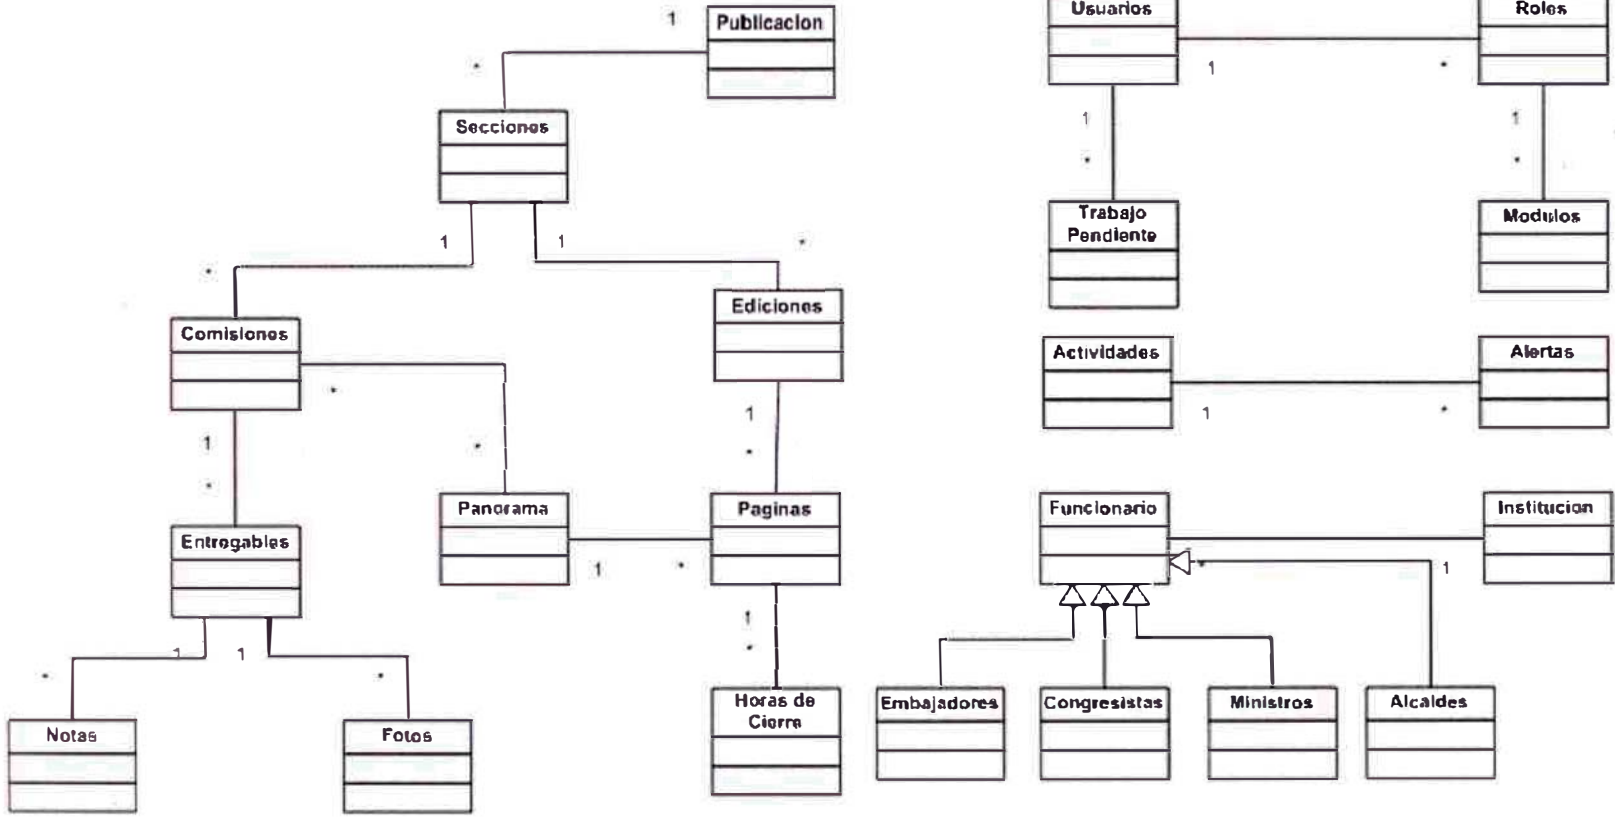 1
Publicacion
*
Secciones
1
1
*
*
Comisiones
Ediciones
*
1
*
1
*
*
Entregables
Panorama
Paginas
1
*
1
*
1
1
*
*
Notas
Fotos
Horas de
Cierre
Usuarios
Roles
1
*
1
*
1
*
Trabajo
Pendiente
Modulos
Actividades
Alertas
1
*
Funcionario
Institucion
*
1
Embajadores
Congresistas
Ministros
Alcaldes